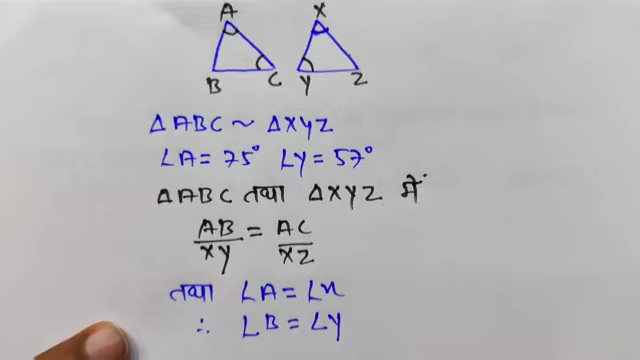 A X
B C Y Z
ΔABC ~ ΔXYZ
∠A = 75° ∠Y = 57°
ΔABC तथा ΔXYZ में
AB/XY = AC/XZ
तथा ∠A = ∠x
∴ ∠B = ∠Y